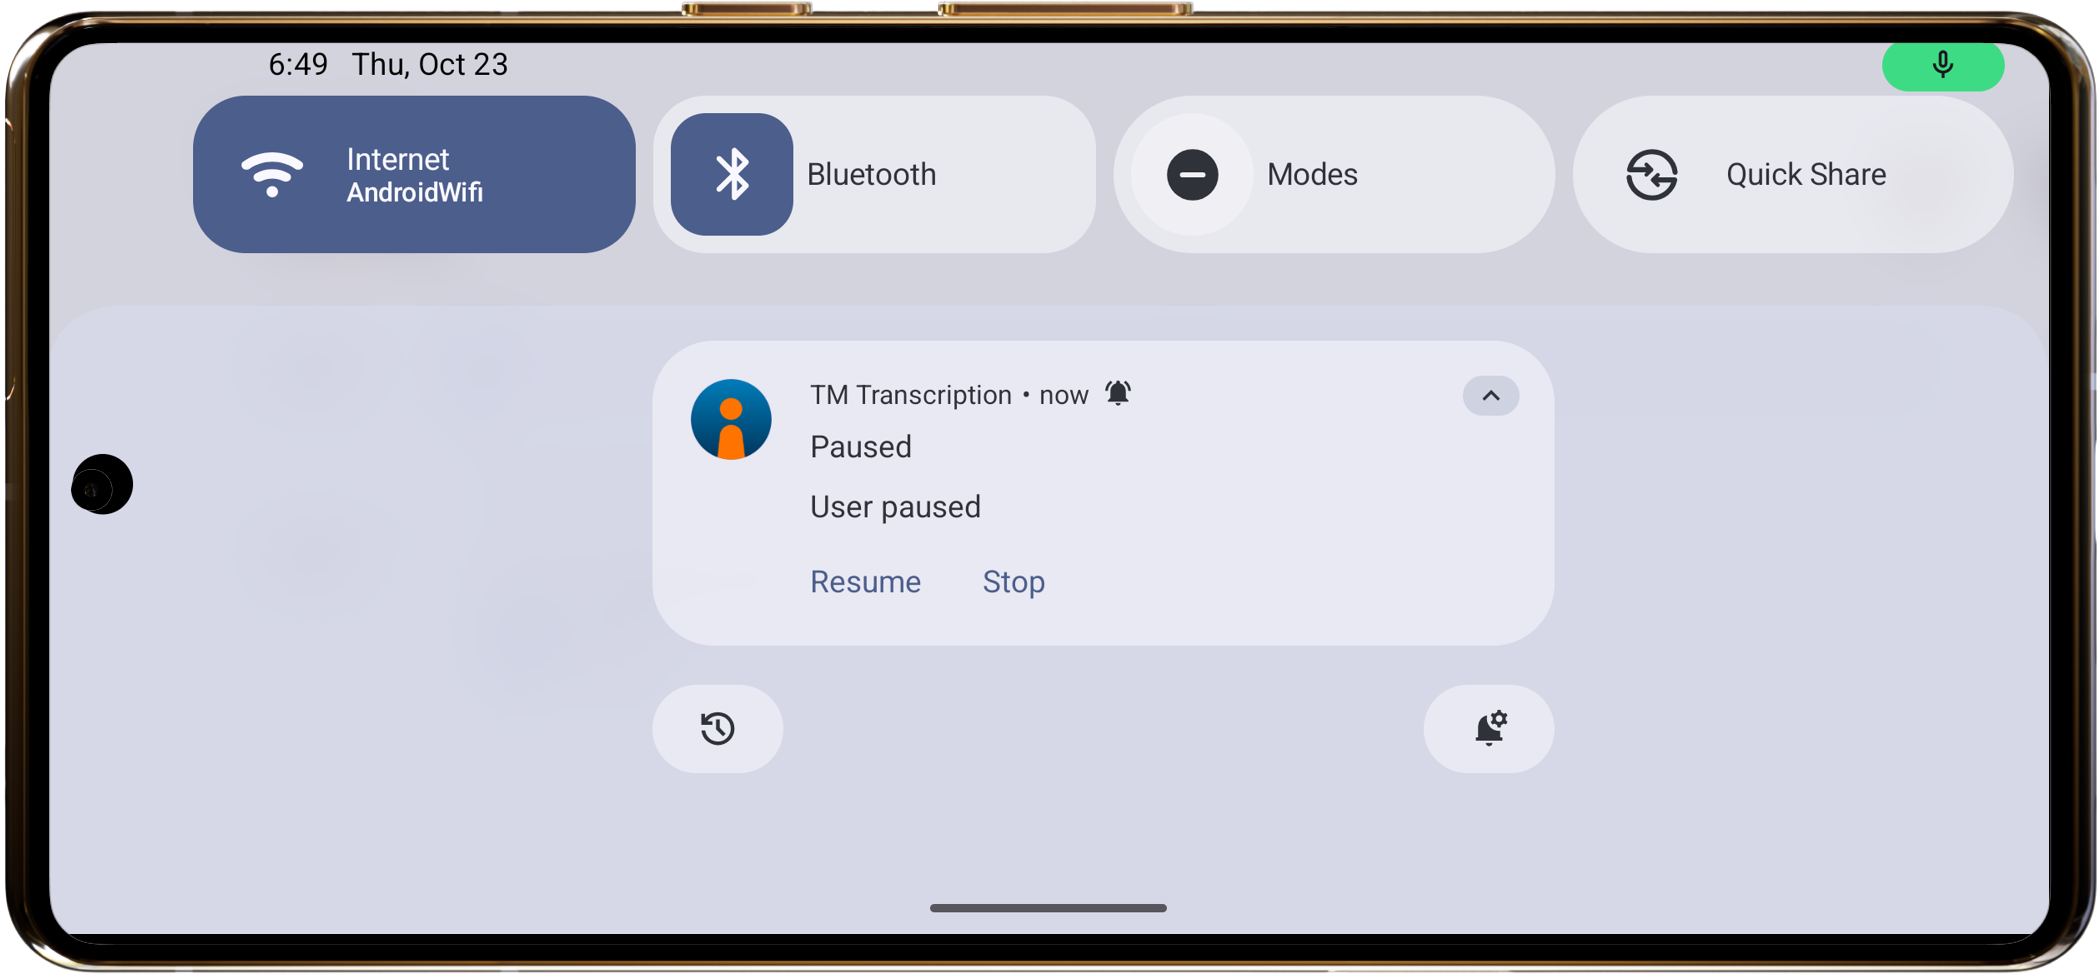 6:49 Thu, Oct 23
Internet
AndroidWifi
Bluetooth
Modes
Quick Share
TM Transcription • now
Paused
User paused
Resume Stop